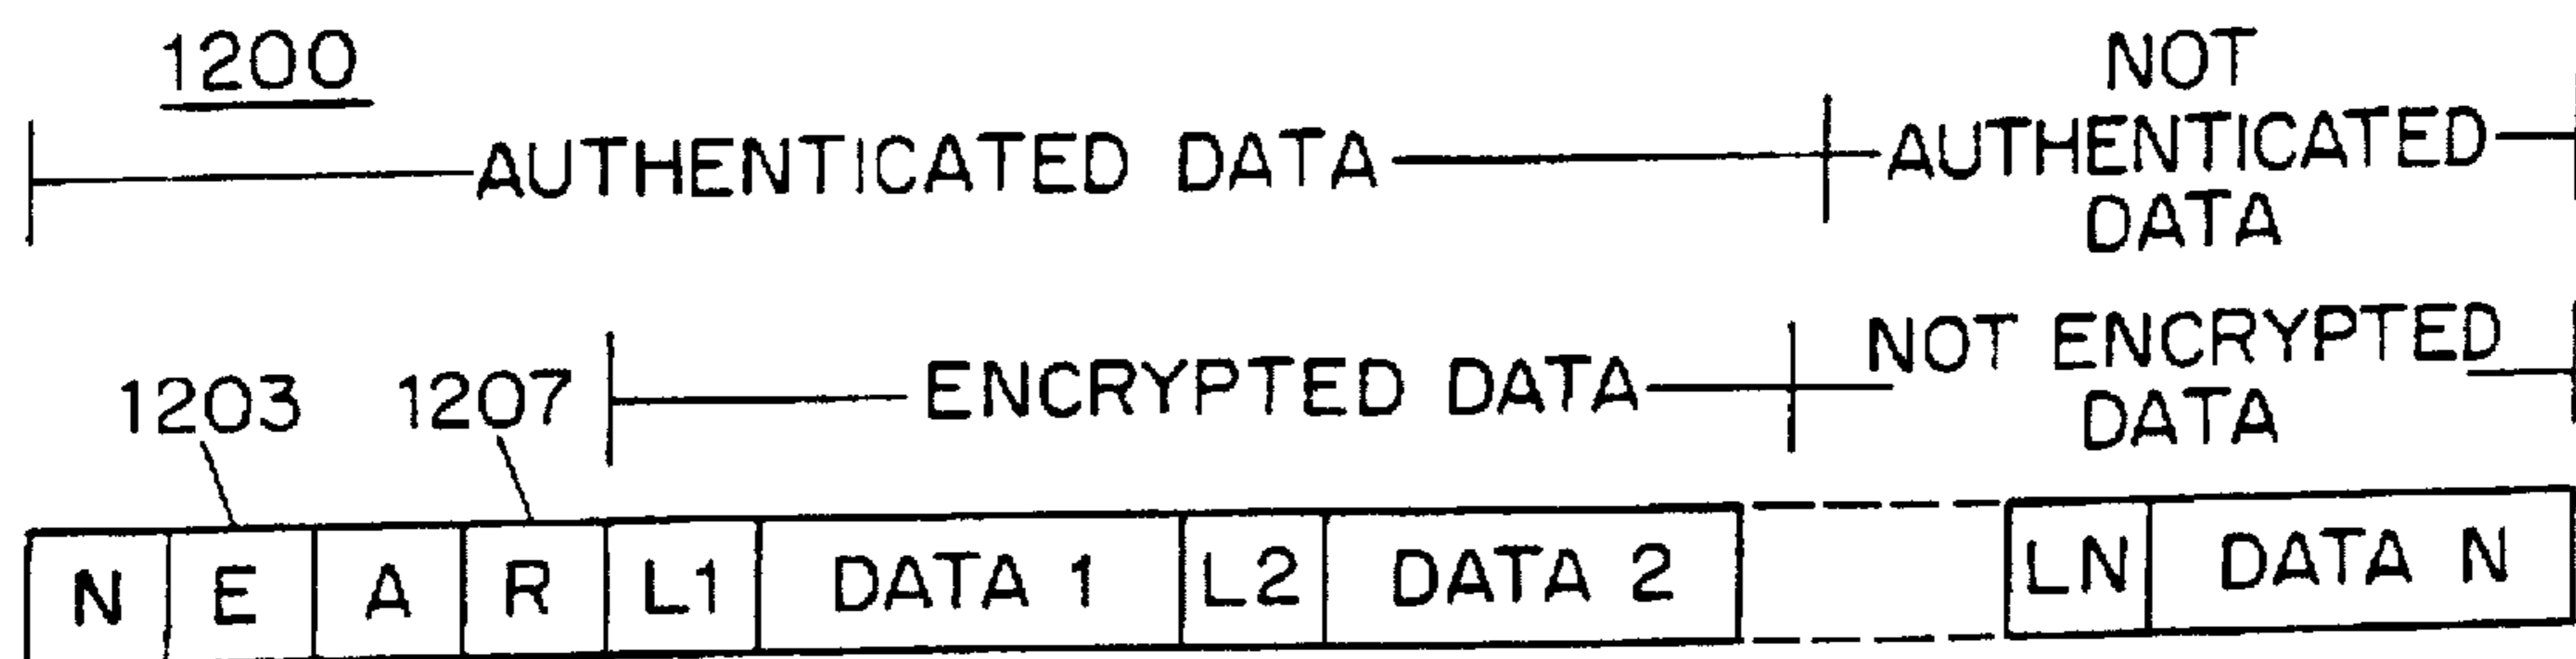 1200
NOT
AUTHENTICATED DATA
AUTHENTICATED
DATA
NOT ENCRYPTED
ENCRYPTED DATA
DATA
1203 1207
N E A R L1 DATA 1 L2 DATA 2 LN DATA N